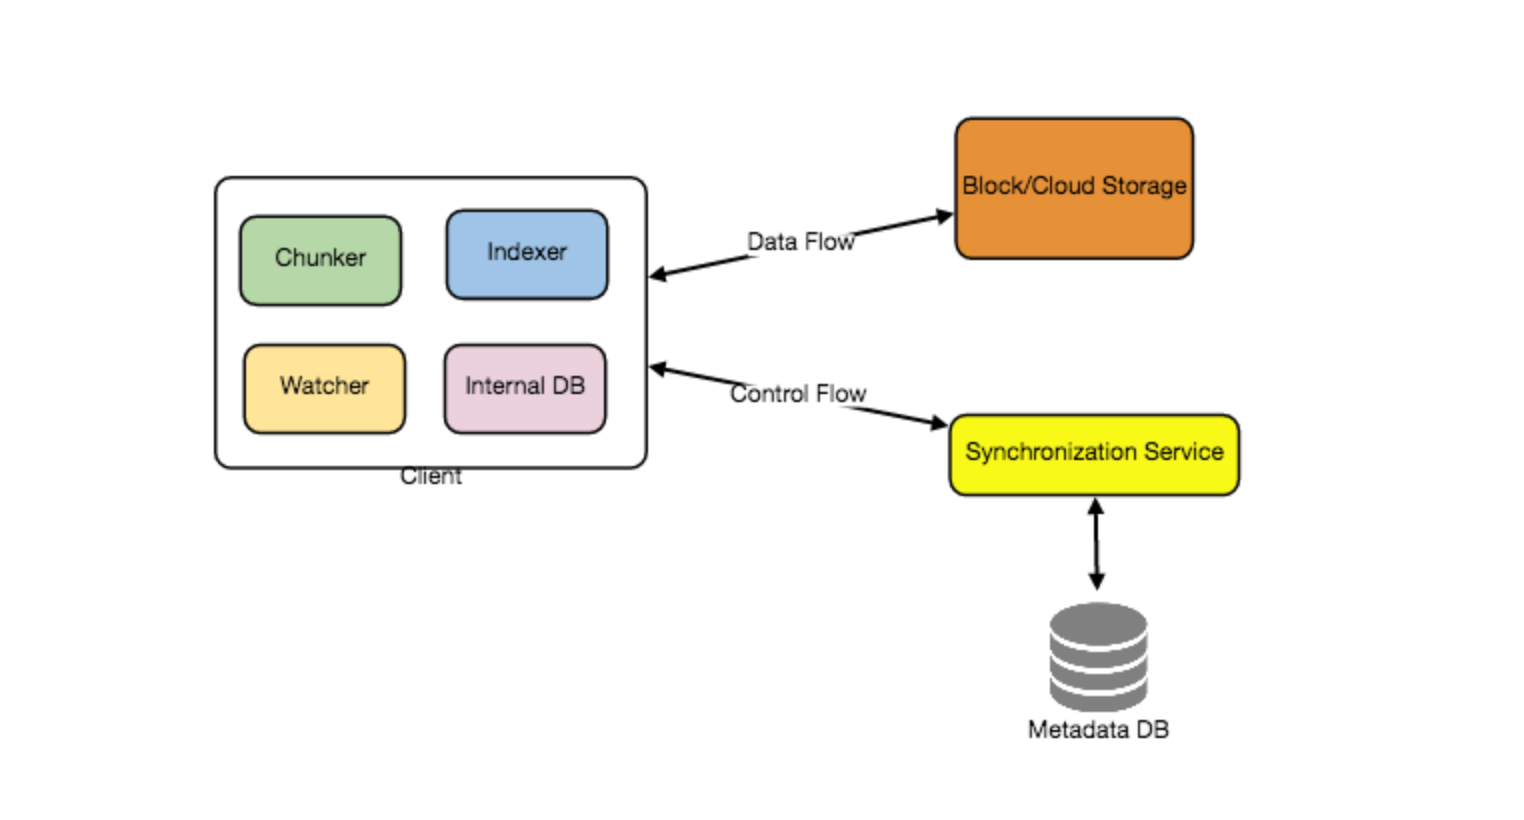 Block/Cloud Storage
Chunker
Indexer
Data Flow
Watcher
Internal DB
Control Flow
Client
Synchronization Service
Metadata DB